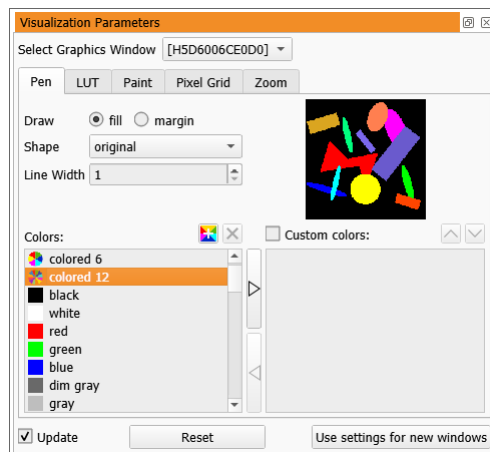 Visualization Parameters
Select Graphics Window [H5D6006CE0D0]
Pen LUT Paint Pixel Grid Zoom
Draw fill margin
Shape original
Line Width 1
Colors: Custom colors:
colored 6
colored 12
black
white
red
green
blue
dim gray
gray
Update Reset Use settings for new windows